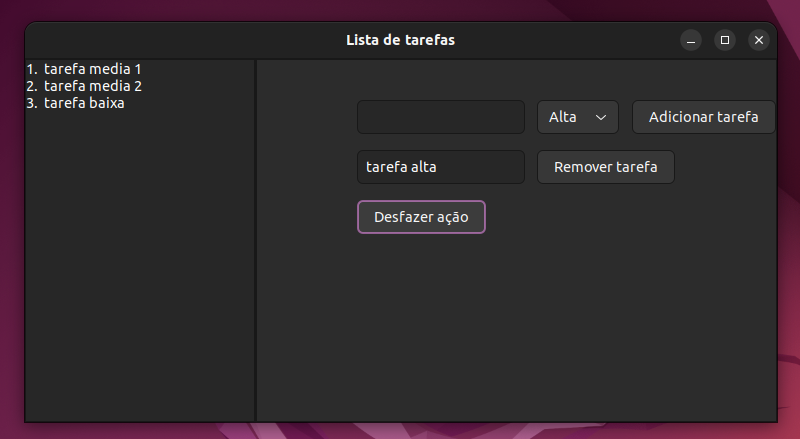 Lista de tarefas
1. tarefa media 1
2. tarefa media 2
3. tarefa baixa
Alta
Adicionar tarefa
tarefa alta
Remover tarefa
Desfazer ação